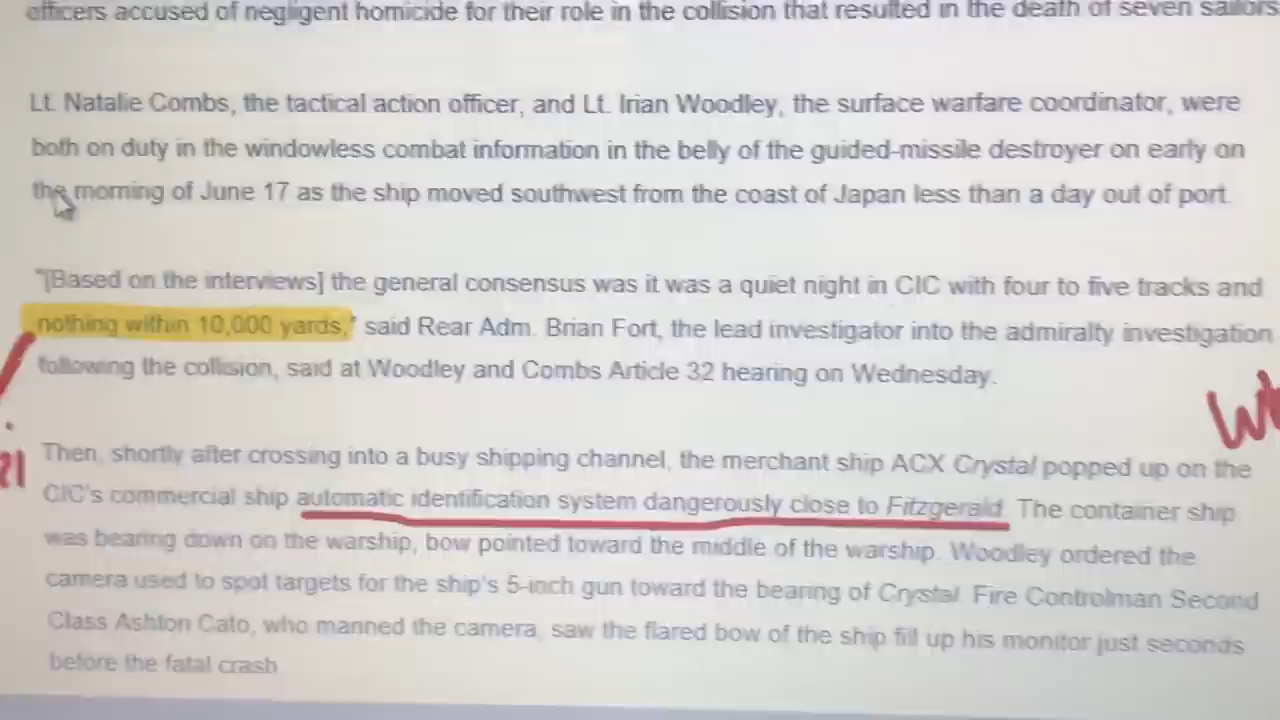 officers accused of negligent homicide for their role in the collision that resulted in the death of seven sailors
Lt. Natalie Combs, the tactical action officer, and Lt. Irian Woodley, the surface warfare coordinator, were
both on duty in the windowless combat information in the belly of the guided-missile destroyer on early on
the morning of June 17 as the ship moved southwest from the coast of Japan less than a day out of port.
"[Based on the interviews] the general consensus was it was a quiet night in CIC with four to five tracks and
nothing within 10,000 yards," said Rear Adm. Brian Fort, the lead investigator into the admiralty investigation
following the collision, said at Woodley and Combs Article 32 hearing on Wednesday.
Then, shortly after crossing into a busy shipping channel, the merchant ship ACX Crystal popped up on the
CIC's commercial ship automatic identification system dangerously close to Fitzgerald. The container ship
was bearing down on the warship, bow pointed toward the middle of the warship. Woodley ordered the
camera used to spot targets for the ship's 5-inch gun toward the bearing of Crystal. Fire Controlman Second
Class Ashton Cato, who manned the camera, saw the flared bow of the ship fill up his monitor just seconds
before the fatal crash